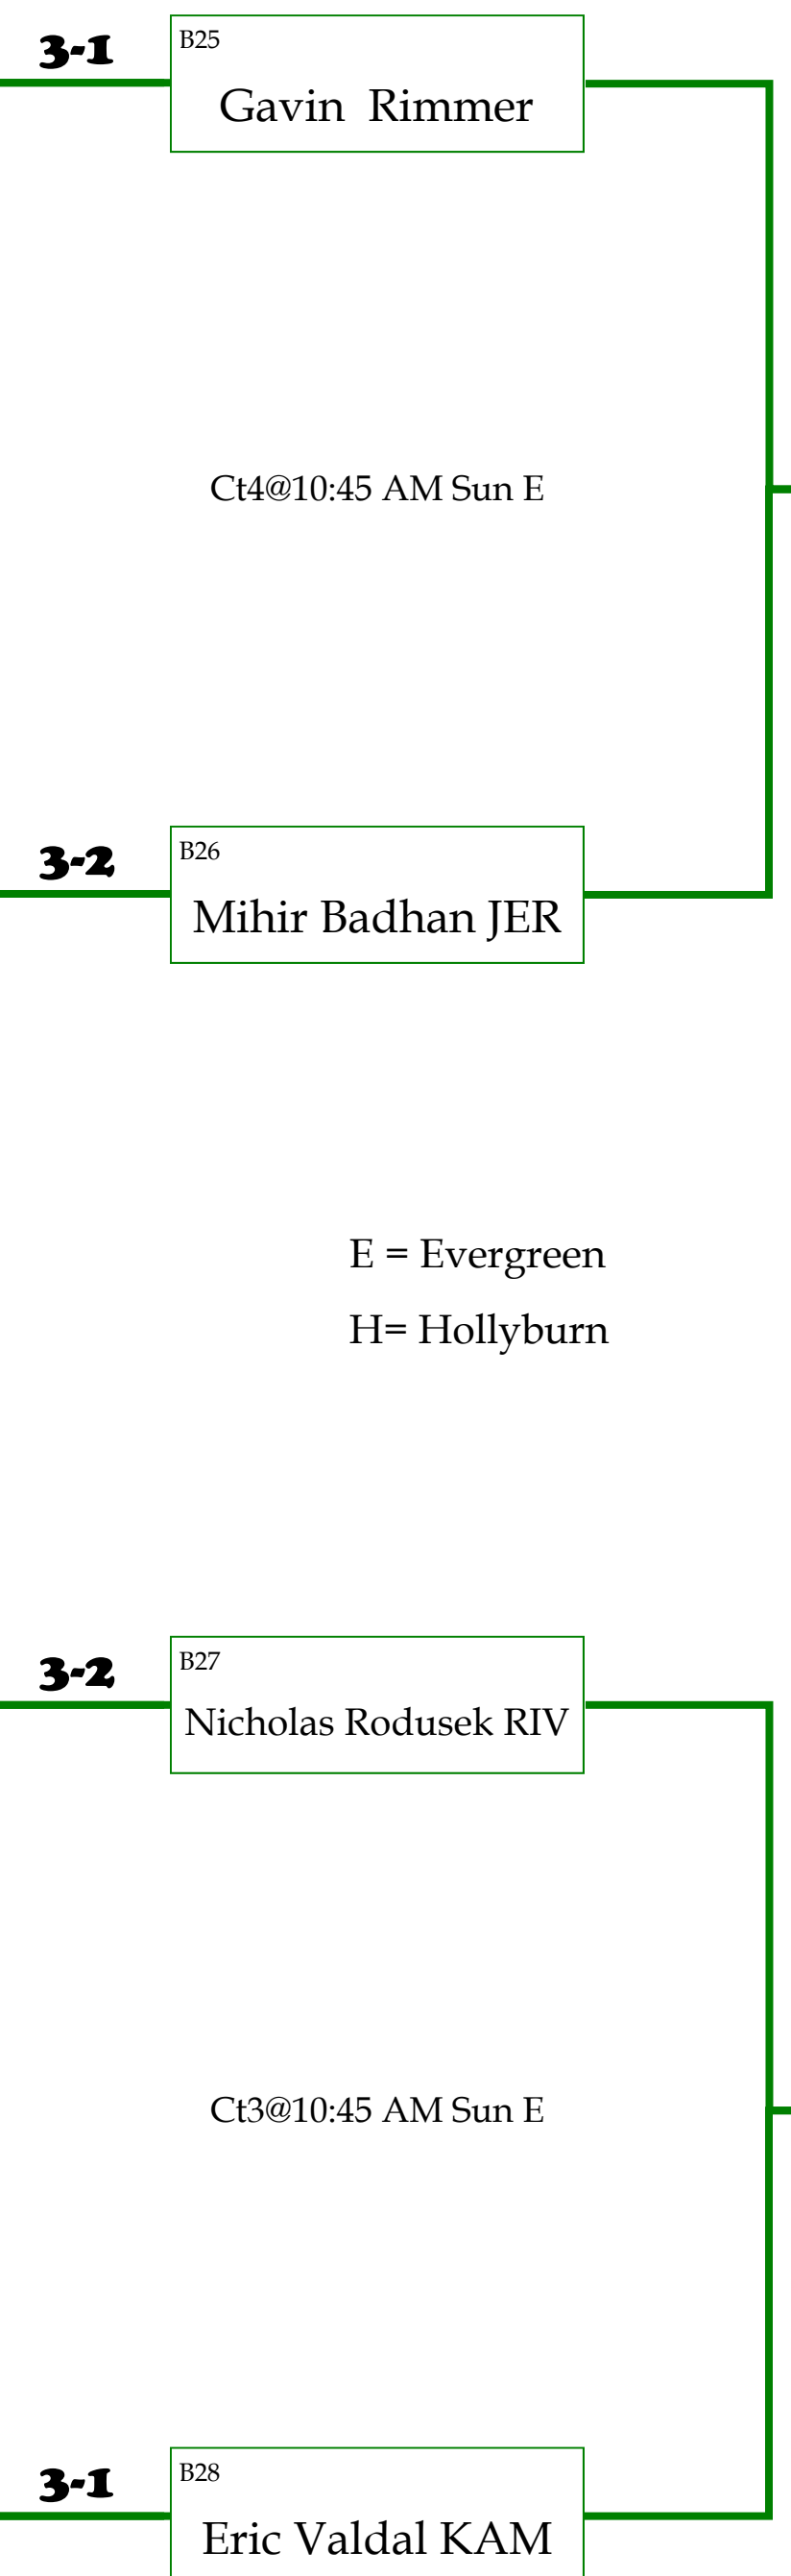 3-1
B25
Gavin  Rimmer
Ct4@10:45 AM Sun E
3-2
B26
Mihir Badhan JER
E = Evergreen
H= Hollyburn
3-2
B27
Nicholas Rodusek RIV
Ct3@10:45 AM Sun E
3-1
B28
Eric Valdal KAM